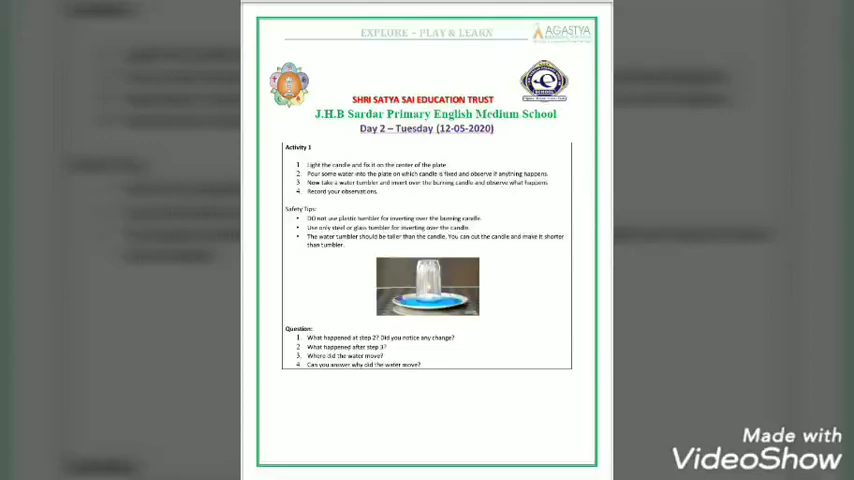 EXPLORE – PLAY & LEARN
AGASTYA
SHRI SATYA SAI EDUCATION TRUST
J.H.B Sardar Primary English Medium School
Day 2 – Tuesday (12-05-2020)
Activity 1
1 Light the candle and fix it on the center of the plate
2. Pour some water into the plate on which candle is fixed and observe if anything happens.
3 Now take a water tumbler and invert over the burning candle and observe what happens
4. Record your observations.
Safety Tips:
• DO not use plastic tumbler for inverting over the burning candle.
• Use only steel or glass tumbler for inverting over the candle.
• The water tumbler should be taller than the candle. You can cut the candle and make it shorter
than tumbler.
Question:
1. What happened at step 2? Did you notice any change?
2 What happened after step 3?
3. Where did the water move?
4 Can you answer why did the water move?
Made with
VideoShow